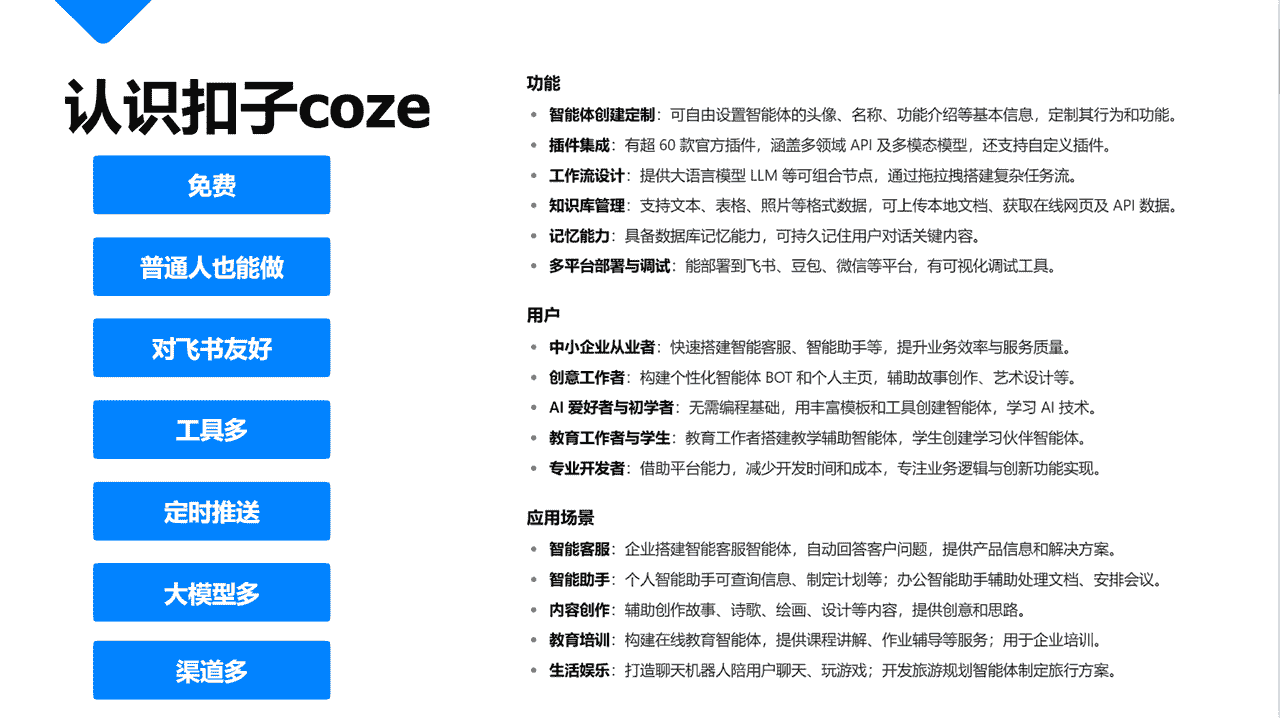 认识扣子coze
免费
普通人也能做
对飞书友好
工具多
定时推送
大模型多
渠道多
功能
智能体创建定制：可自由设置智能体的头像、名称、功能介绍等基本信息，定制其行为和功能。
插件集成：有超 60 款官方插件，涵盖多领域 API 及多模态模型，还支持自定义插件。
工作流设计：提供大语言模型 LLM 等可组合节点，通过拖拉拽搭建复杂任务流。
知识库管理：支持文本、表格、照片等格式数据，可上传本地文档、获取在线网页及 API 数据。
记忆能力：具备数据库记忆能力，可持久记住用户对话关键内容。
多平台部署与调试：能部署到飞书、豆包、微信等平台，有可视化调试工具。
用户
中小企业从业者：快速搭建智能客服、智能助手等，提升业务效率与服务质量。
创意工作者：构建个性化智能体 BOT 和个人主页，辅助故事创作、艺术设计等。
AI 爱好者与初学者：无需编程基础，用丰富模板和工具创建智能体，学习 AI 技术。
教育工作者与学生：教育工作者搭建教学辅助智能体，学生创建学习伙伴智能体。
专业开发者：借助平台能力，减少开发时间和成本，专注业务逻辑与创新功能实现。
应用场景
智能客服：企业搭建智能客服智能体，自动回答客户问题，提供产品信息和解决方案。
智能助手：个人智能助手可查询信息、制定计划等；办公智能助手辅助处理文档、安排会议。
内容创作：辅助创作故事、诗歌、绘画、设计等内容，提供创意和思路。
教育培训：构建在线教育智能体，提供课程讲解、作业辅导等服务；用于企业培训。
生活娱乐：打造聊天机器人陪用户聊天、玩游戏；开发旅游规划智能体制定旅行方案。